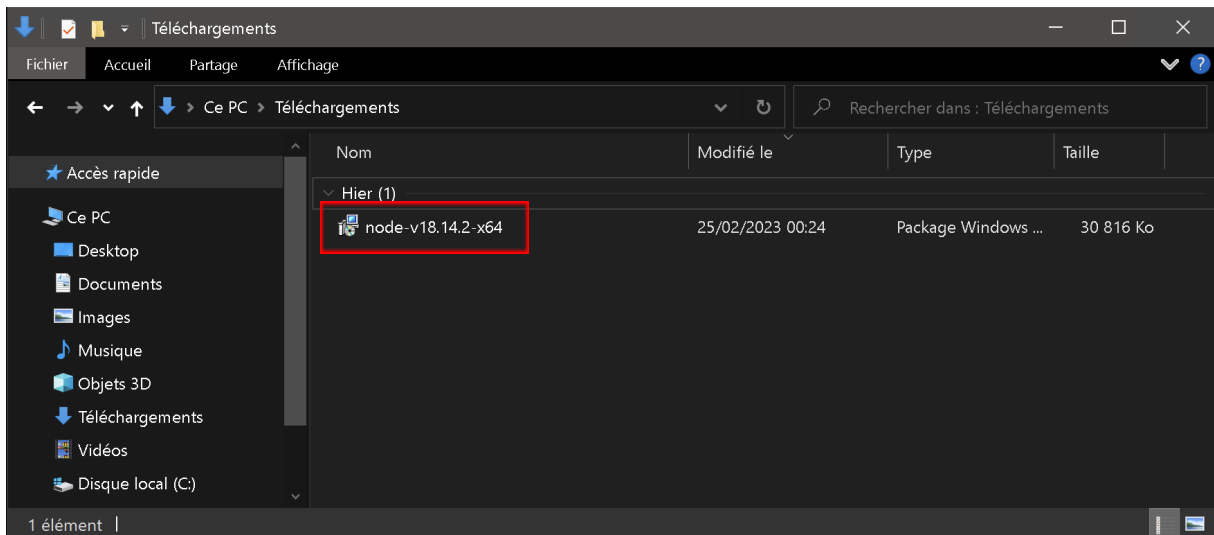 Téléchargements
Fichier Accueil Partage Affichage
Ce PC > Téléchargements Rechercher dans : Téléchargements
Nom Modifié le Type Taille
Accès rapide
Hier (1)
Ce PC
node-v18.14.2-x64 25/02/2023 00:24 Package Windows ... 30 816 Ko
Desktop
Documents
Images
Musique
Objets 3D
Téléchargements
Vidéos
Disque local (C:)
1 élément